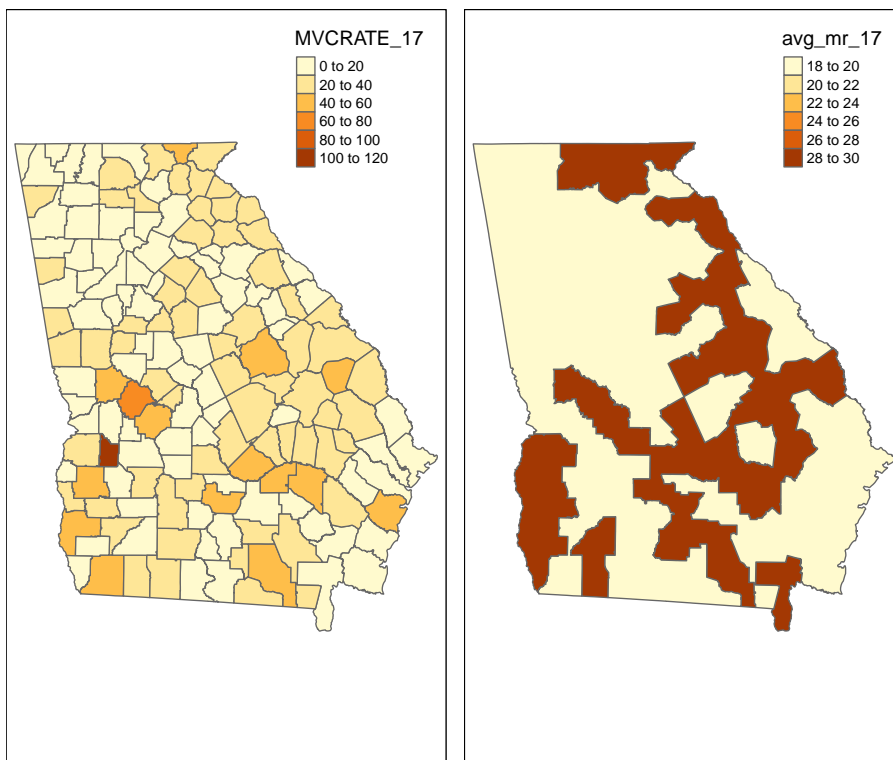 MVCRATE_17
0 to 20
20 to 40
40 to 60
60 to 80
80 to 100
100 to 120
avg_mr_17
18 to 20
20 to 22
22 to 24
24 to 26
26 to 28
28 to 30